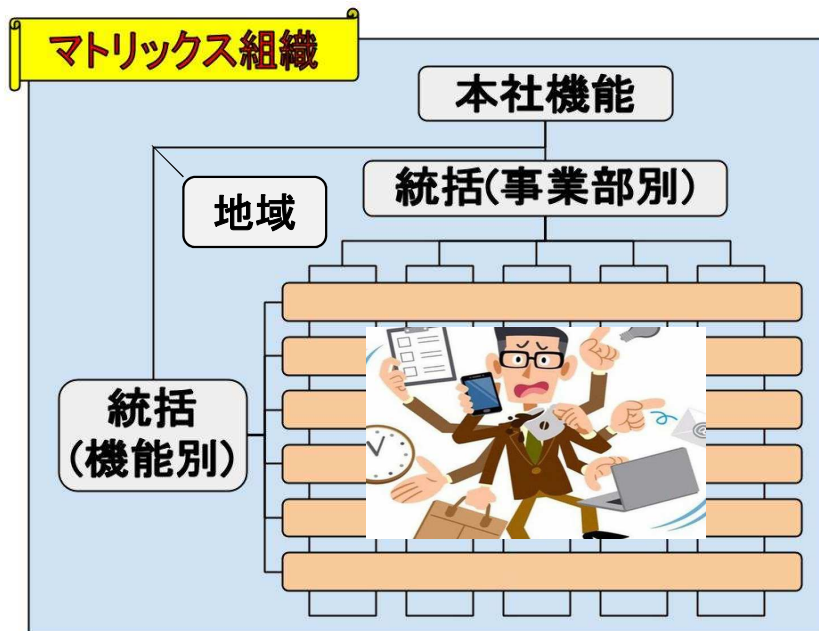 マトリックス組織
本社機能
統括(事業部別)
地域
統括
(機能別)